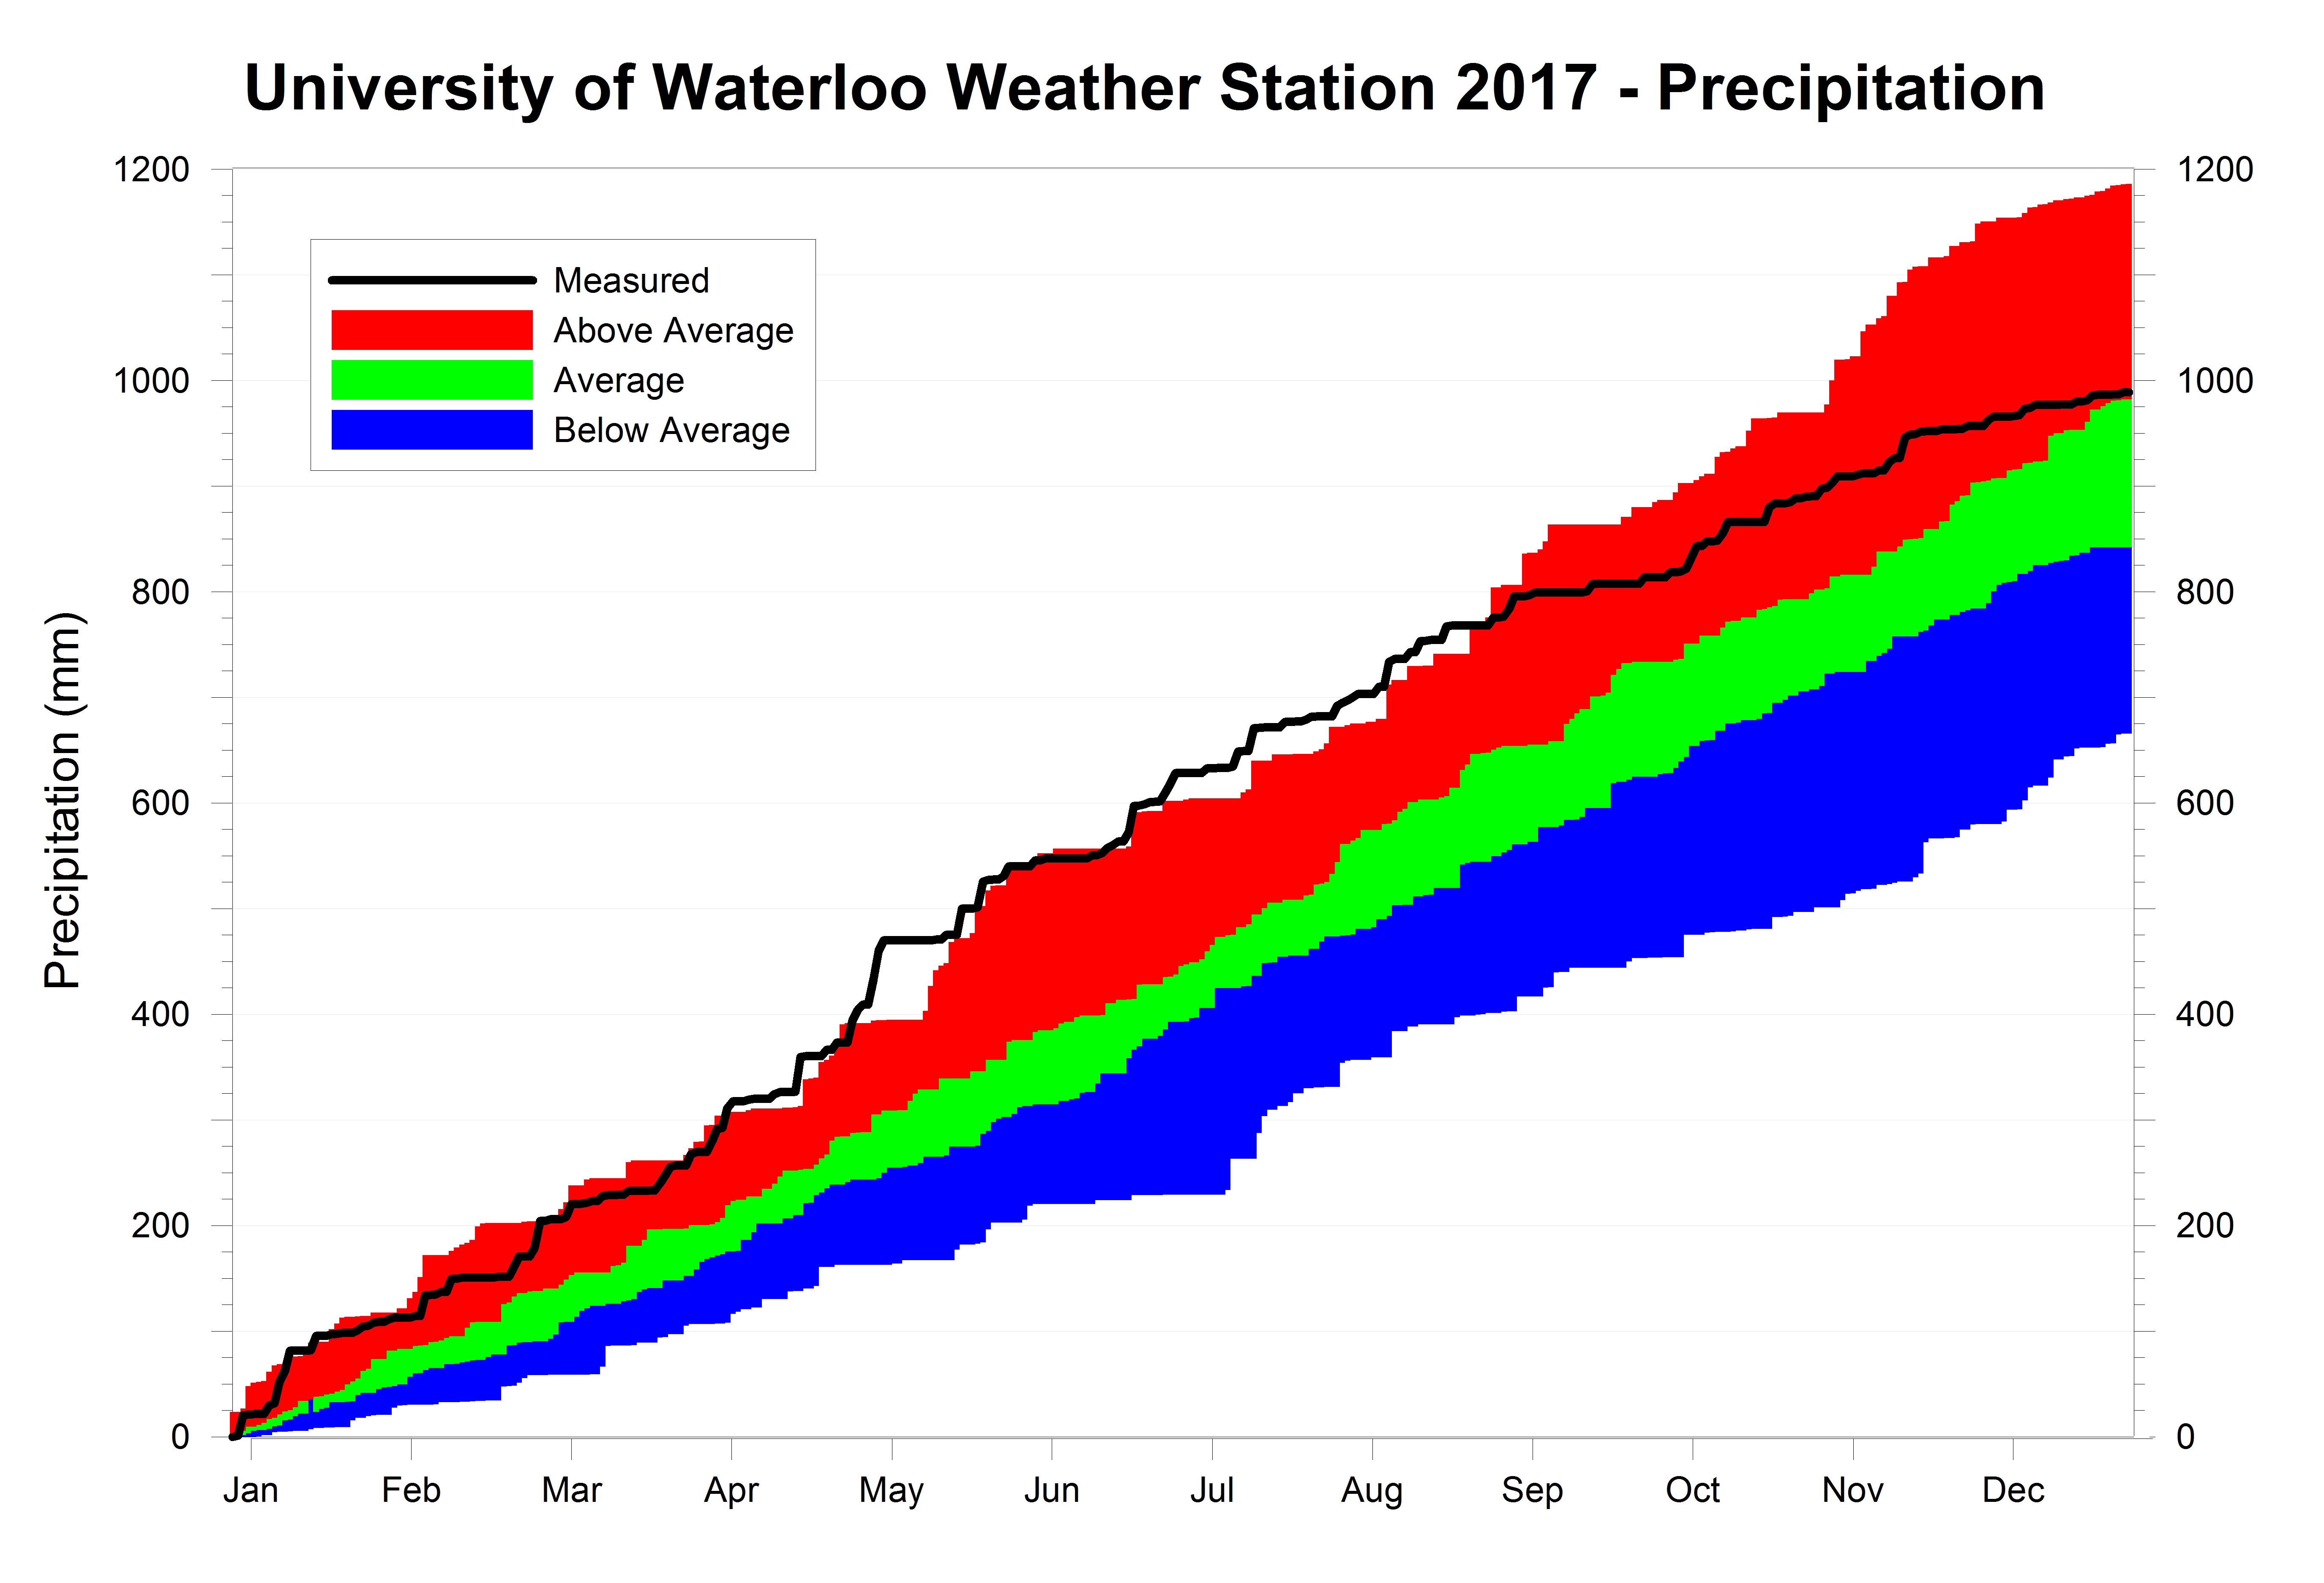 University of Waterloo Weather Station 2017 - Precipitation
1200
1000
800
600
400
200
0
Precipitation (mm)
Measured
Above Average
Average
Below Average
1200
1000
800
600
400
200
0
Jan Feb Mar Apr May Jun Jul Aug Sep Oct Nov Dec